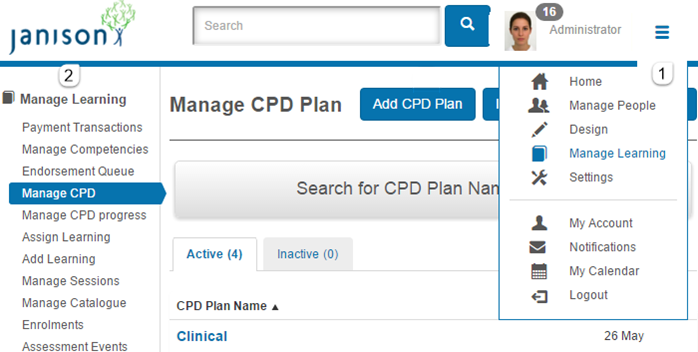 janison
Search
16
Administrator
2
1
Manage Learning
Payment Transactions
Manage Competencies
Endorsement Queue
Manage CPD
Manage CPD progress
Assign Learning
Add Learning
Manage Sessions
Manage Catalogue
Enrolments
Assessment Events
Manage CPD Plan
Add CPD Plan
Search for CPD Plan
Active (4)
Inactive (0)
CPD Plan Name ▲
Clinical
26 May
Home
Manage People
Design
Manage Learning
Settings
My Account
Notifications
My Calendar
Logout